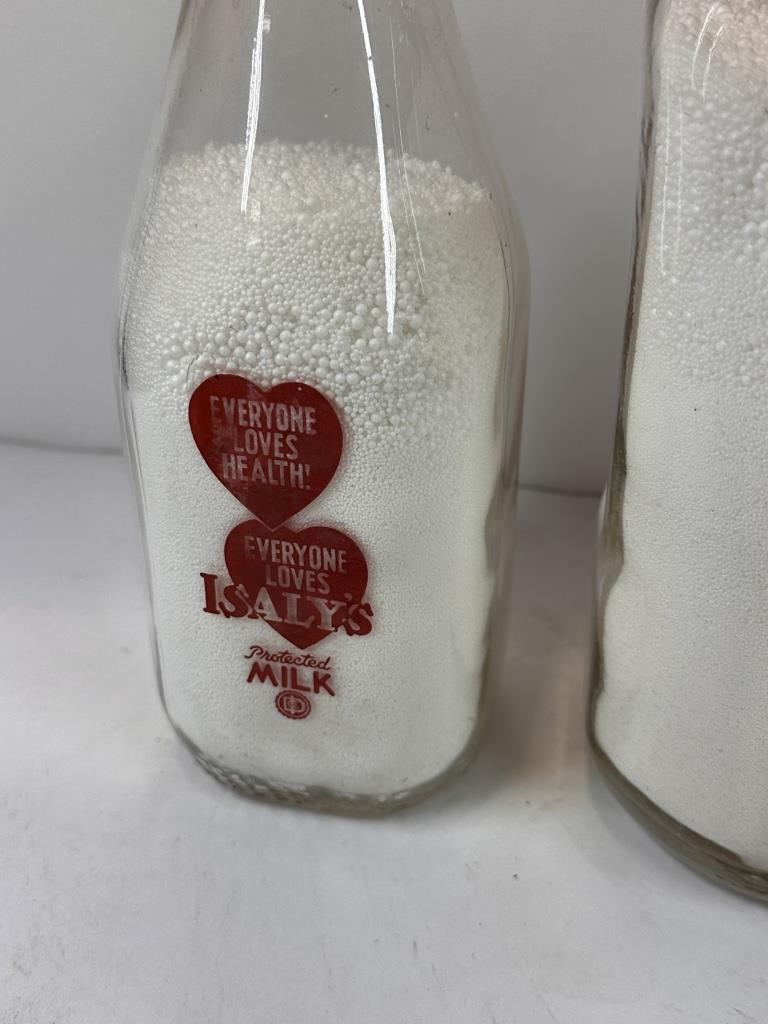 EVERYONE
LOVES
HEALTH!
EVERYONE
LOVES
ISALY'S
Protected
MILK